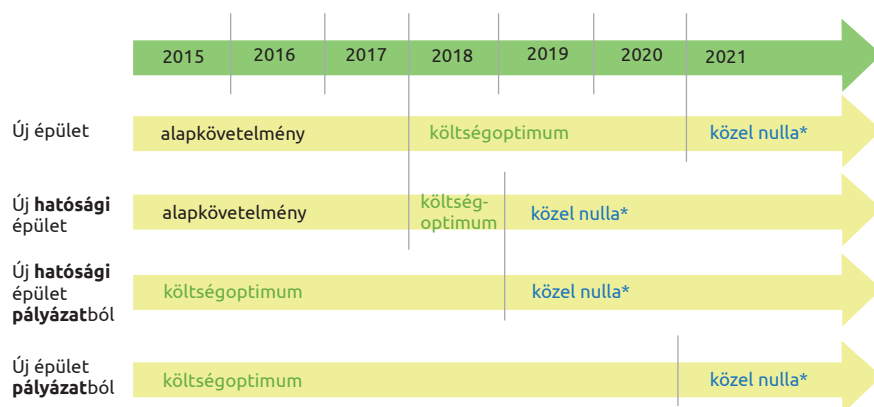 2015 2016 2017 2018 2019 2020 2021
Új épület
alapkövetelmény költségoptimum közel nulla*
Új hatósági
épület
alapkövetelmény
költség-
optimum
közel nulla*
Új hatósági
épület
pályázatból
költségoptimum közel nulla*
Új épület
pályázatból
költségoptimum közel nulla*